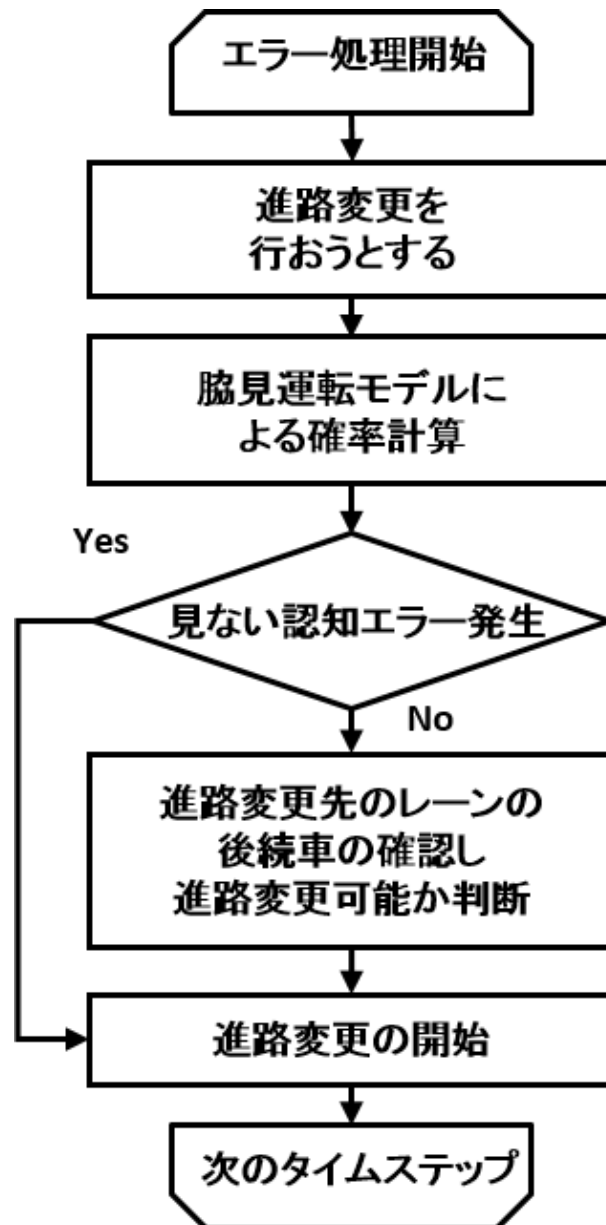 エラー処理開始
進路変更を
行おうとする
脇見運転モデルに
よる確率計算
Yes
見ない認知エラー発生
No
進路変更先のレーンの
後続車の確認し
進路変更可能か判断
進路変更の開始
次のタイムステップ